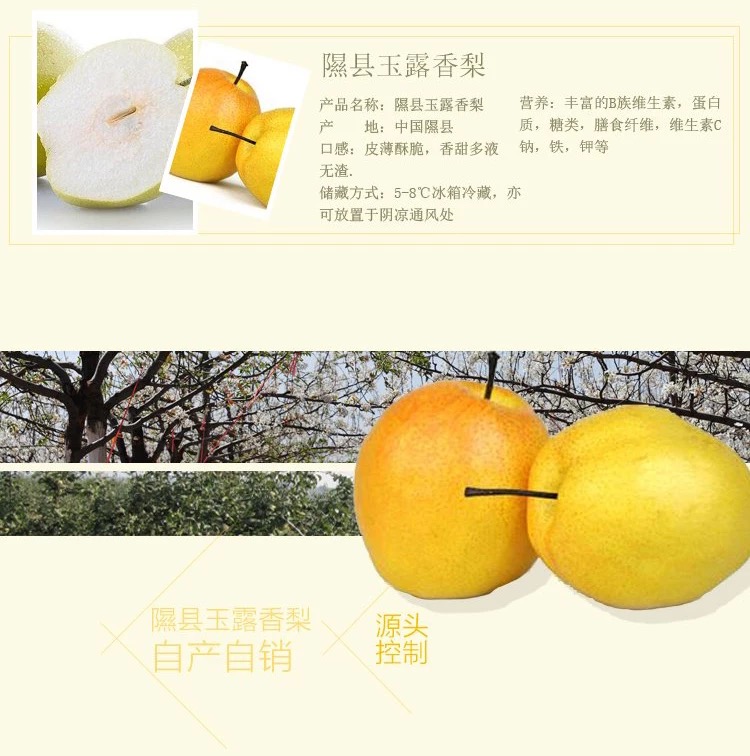 隰县玉露香梨
产品名称：隰县玉露香梨
产　　地：中国隰县
口感：皮薄酥脆，香甜多液
无渣.
储藏方式：5-8℃冰箱冷藏，亦
可放置于阴凉通风处
营养：丰富的B族维生素，蛋白
质，糖类，膳食纤维，维生素C
钠，铁，钾等
隰县玉露香梨
自产自销
源头
控制